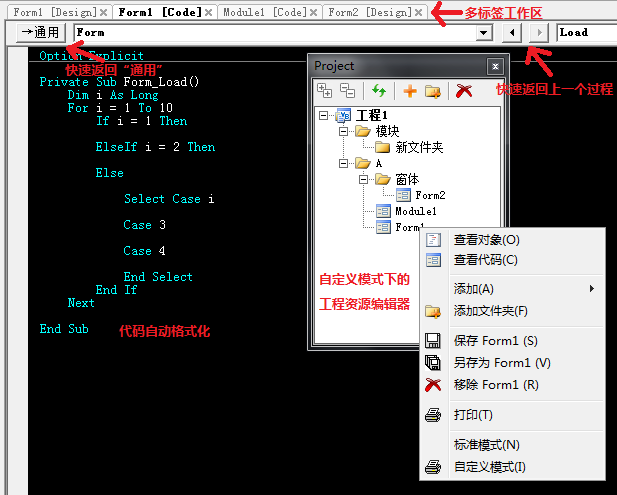 Form1 [Design] Form1 [Code] Module1 [Code] Form2 [Design]
多标签工作区
→通用 Form Load
快速返回“通用”
快速返回上一个过程
Option Explicit
Private Sub Form_Load()
Dim i As Long
For i = 1 To 10
If i = 1 Then
ElseIf i = 2 Then
Else
Select Case i
Case 3
Case 4
End Select
End If
Next
End Sub
代码自动格式化
Project
工程1
模块
新文件夹
A
窗体
Form2
Module1
Form1
自定义模式下的
工程资源编辑器
查看对象(O)
查看代码(C)
添加(A)
添加文件夹(F)
保存 Form1 (S)
另存为 Form1 (V)
移除 Form1 (R)
打印(T)
标准模式(N)
自定义模式(I)